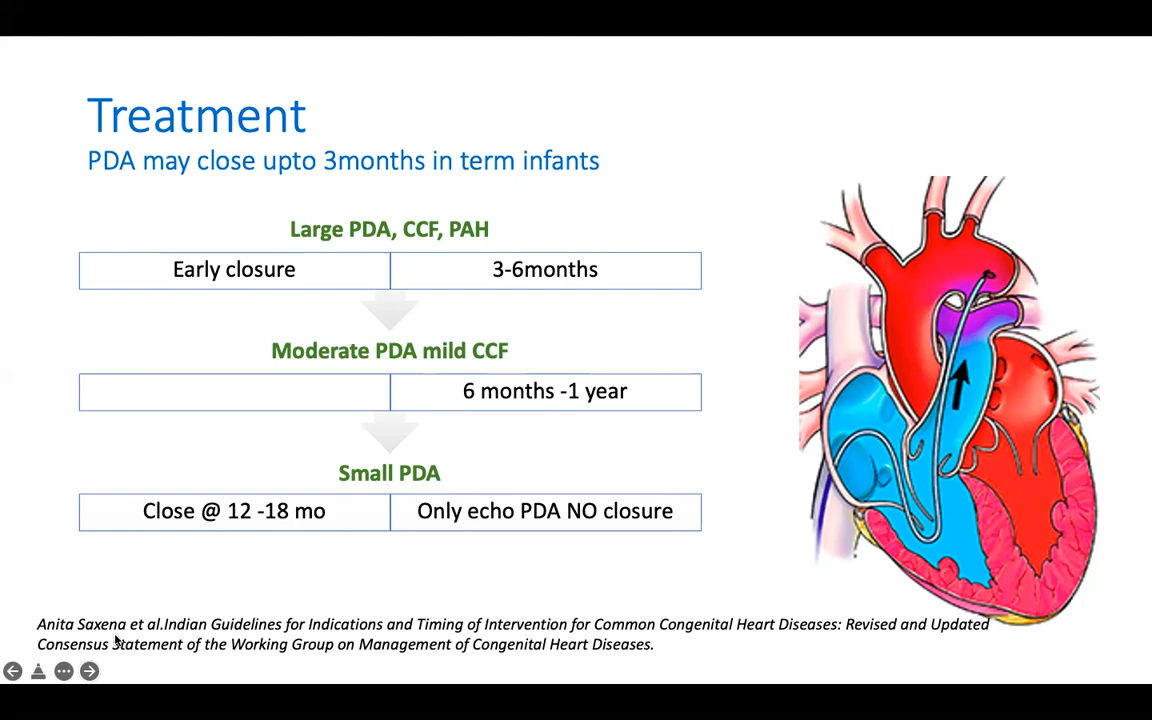 Treatment
PDA may close upto 3months in term infants
Large PDA, CCF, PAH
Early closure
3-6months
Moderate PDA mild CCF
6 months -1 year
Small PDA
Close @ 12 -18 mo
Only echo PDA NO closure
Anita Saxena et al.Indian Guidelines for Indications and Timing of Intervention for Common Congenital Heart Diseases: Revised and Updated
Consensus Statement of the Working Group on Management of Congenital Heart Diseases.